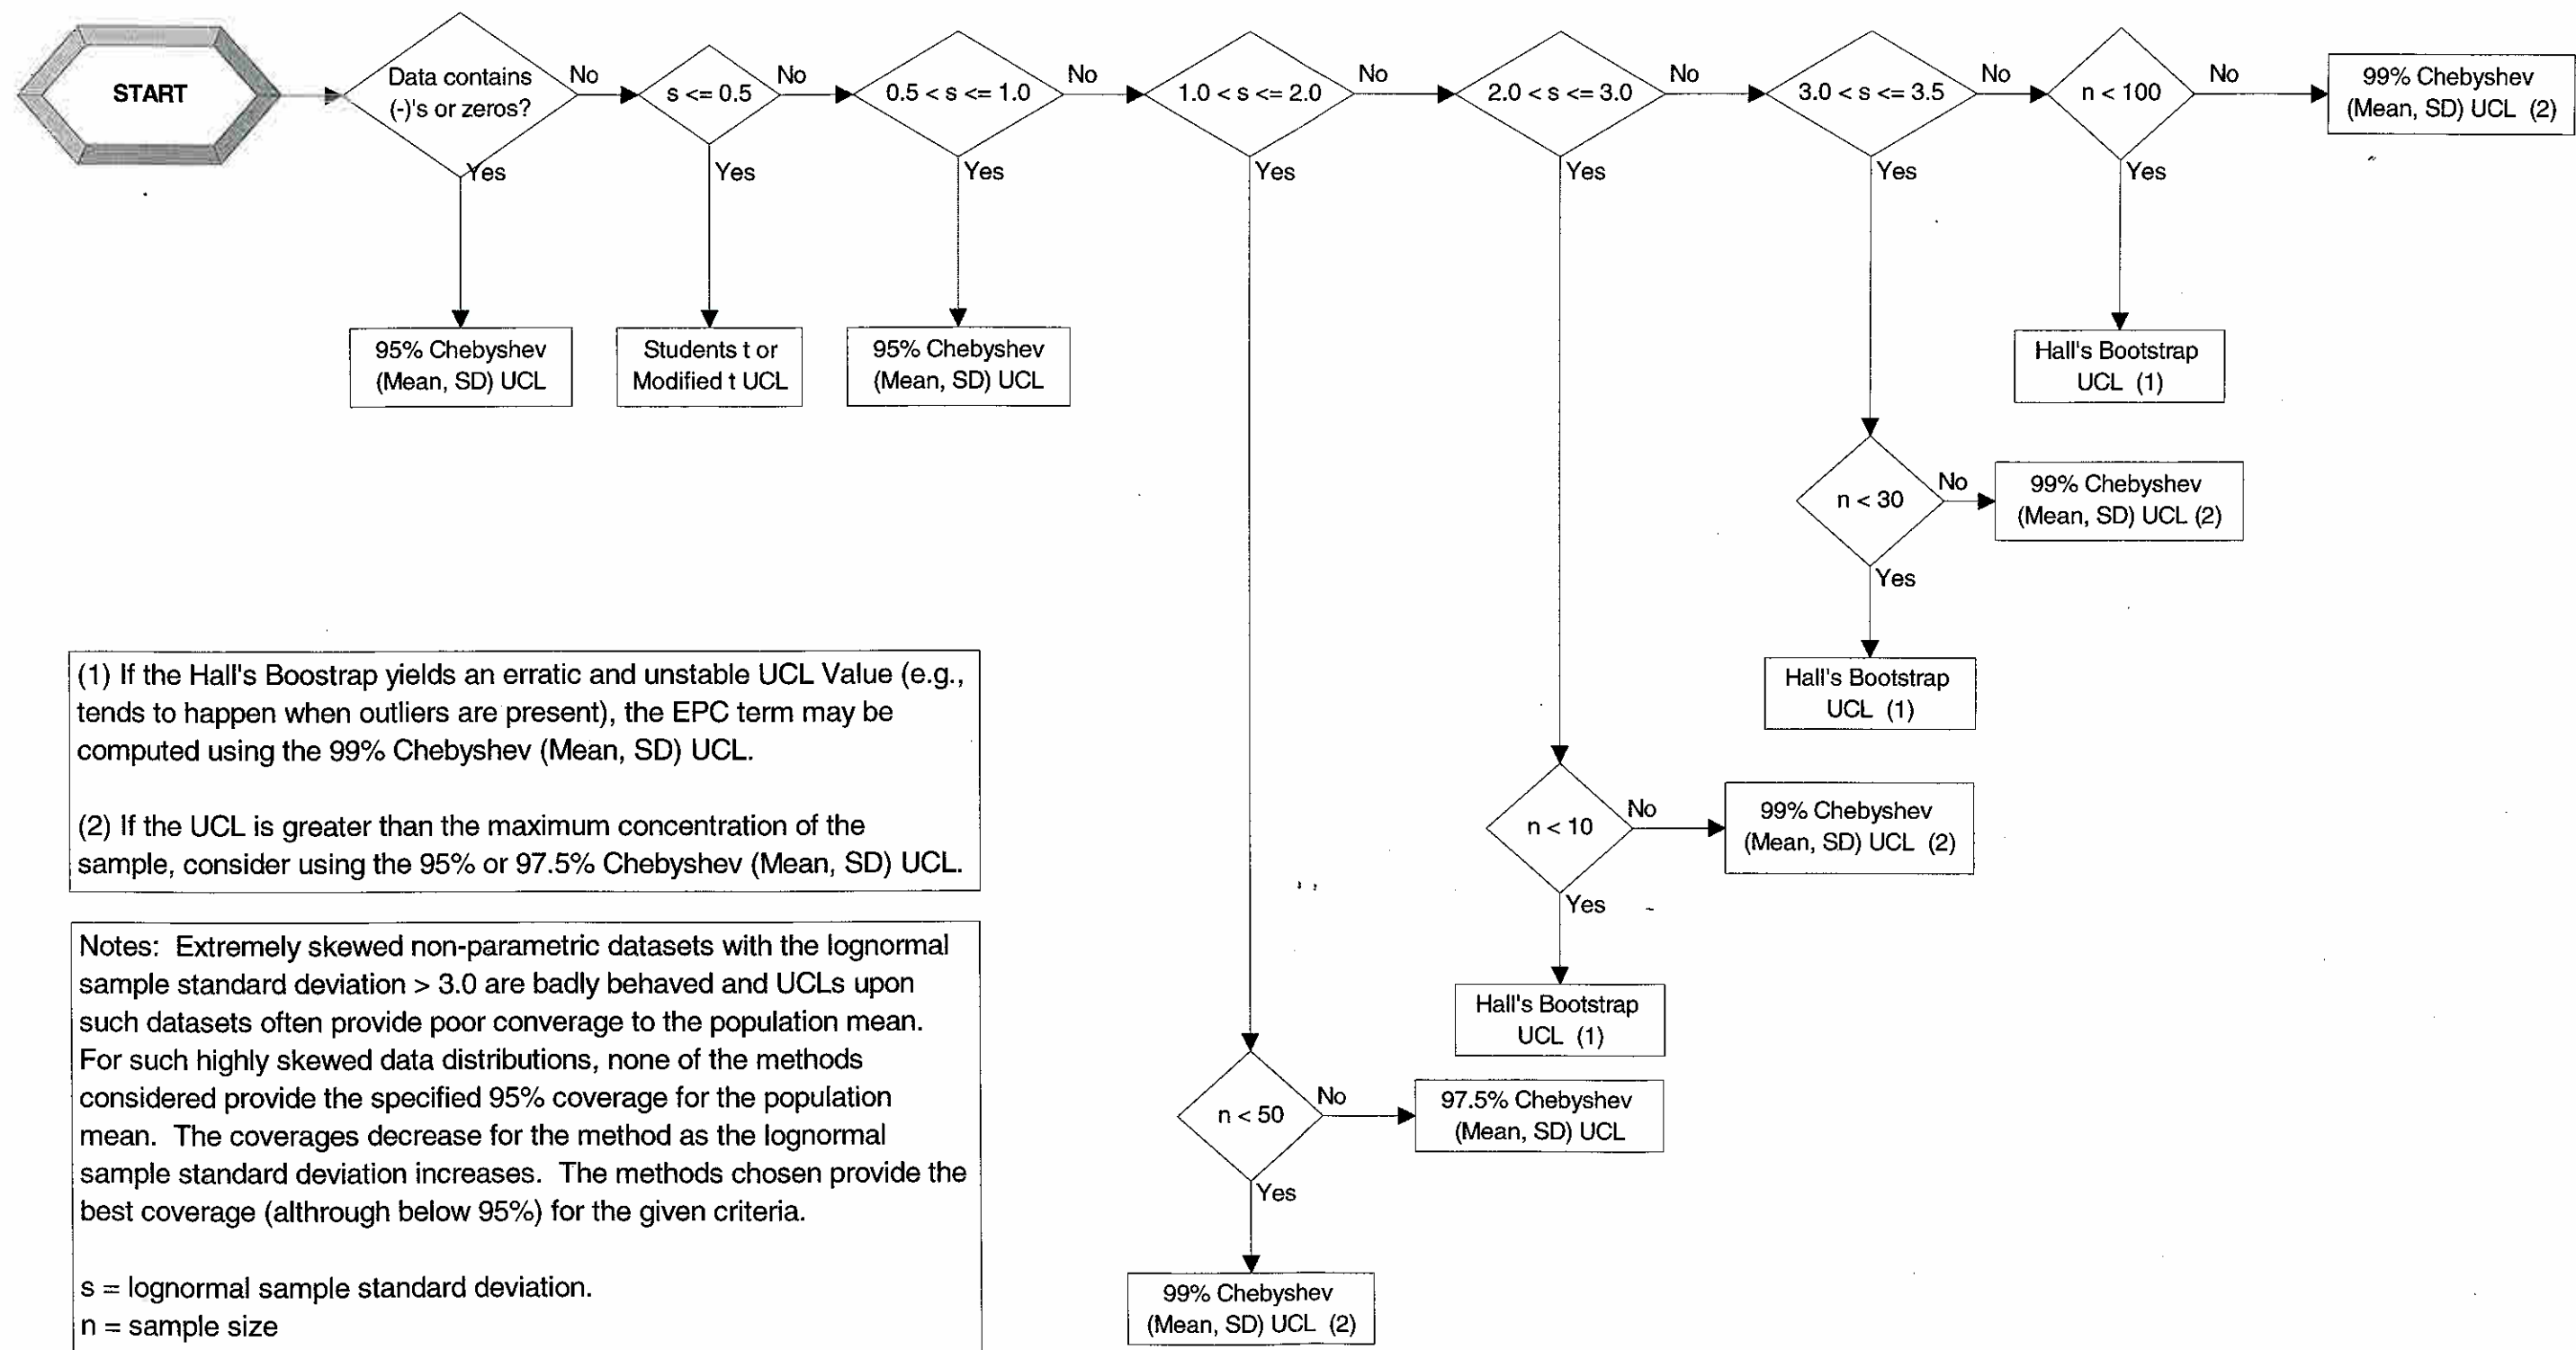 START
Data contains
(-)'s or zeros?
No
Yes
s <= 0.5
No
Yes
0.5 < s <= 1.0
No
Yes
1.0 < s <= 2.0
No
Yes
2.0 < s <= 3.0
No
Yes
3.0 < s <= 3.5
No
Yes
n < 100
No
Yes
99% Chebyshev
(Mean, SD) UCL (2)
95% Chebyshev
(Mean, SD) UCL
Students t or
Modified t UCL
95% Chebyshev
(Mean, SD) UCL
Hall's Bootstrap
UCL (1)
n < 30
No
Yes
99% Chebyshev
(Mean, SD) UCL (2)
Hall's Bootstrap
UCL (1)
n < 10
No
Yes
99% Chebyshev
(Mean, SD) UCL (2)
Hall's Bootstrap
UCL (1)
n < 50
No
Yes
97.5% Chebyshev
(Mean, SD) UCL
99% Chebyshev
(Mean, SD) UCL (2)
(1) If the Hall's Boostrap yields an erratic and unstable UCL Value (e.g.,
tends to happen when outliers are present), the EPC term may be
computed using the 99% Chebyshev (Mean, SD) UCL.
(2) If the UCL is greater than the maximum concentration of the
sample, consider using the 95% or 97.5% Chebyshev (Mean, SD) UCL.
Notes: Extremely skewed non-parametric datasets with the lognormal
sample standard deviation > 3.0 are badly behaved and UCLs upon
such datasets often provide poor converage to the population mean.
For such highly skewed data distributions, none of the methods
considered provide the specified 95% coverage for the population
mean. The coverages decrease for the method as the lognormal
sample standard deviation increases. The methods chosen provide the
best coverage (althrough below 95%) for the given criteria.
s = lognormal sample standard deviation.
n = sample size